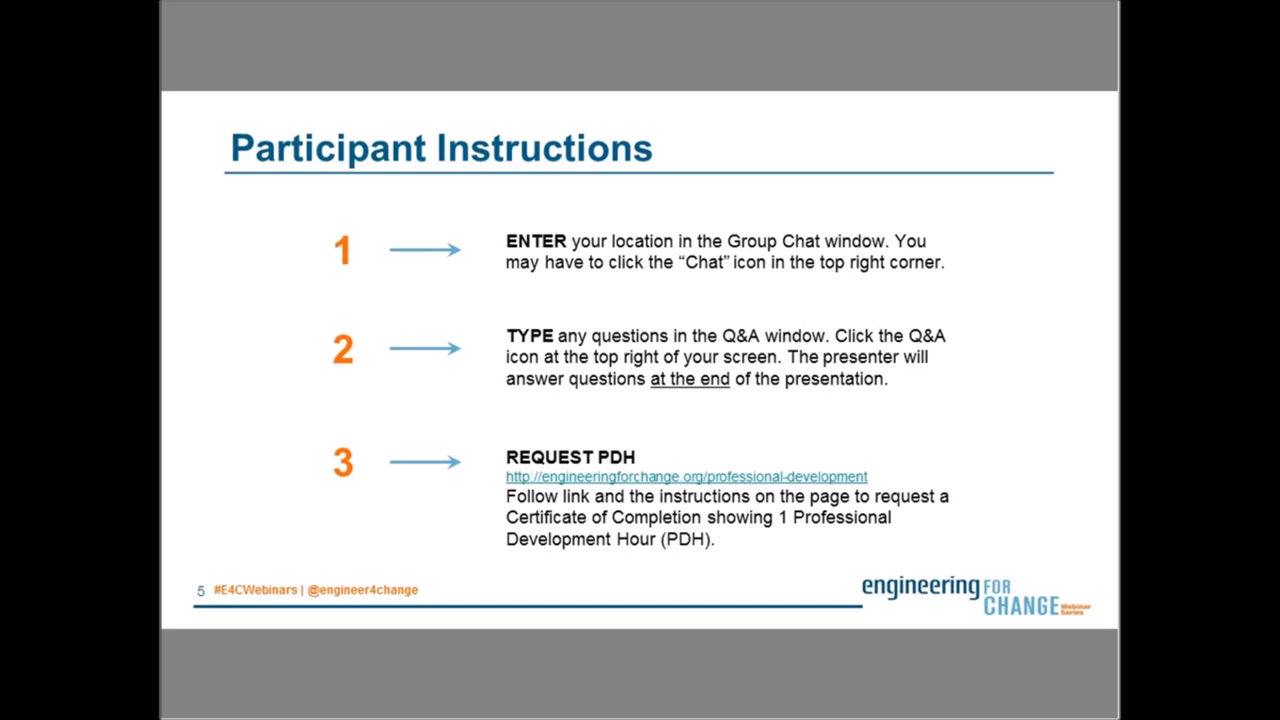 Participant Instructions
1
ENTER your location in the Group Chat window. You
may have to click the “Chat” icon in the top right corner.
2
TYPE any questions in the Q&A window. Click the Q&A
icon at the top right of your screen. The presenter will
answer questions at the end of the presentation.
3
REQUEST PDH
http://engineeringforchange.org/professional-development
Follow link and the instructions on the page to request a
Certificate of Completion showing 1 Professional
Development Hour (PDH).
5 #E4CWebinars | @engineer4change
engineering FOR
CHANGE Webinar
Series